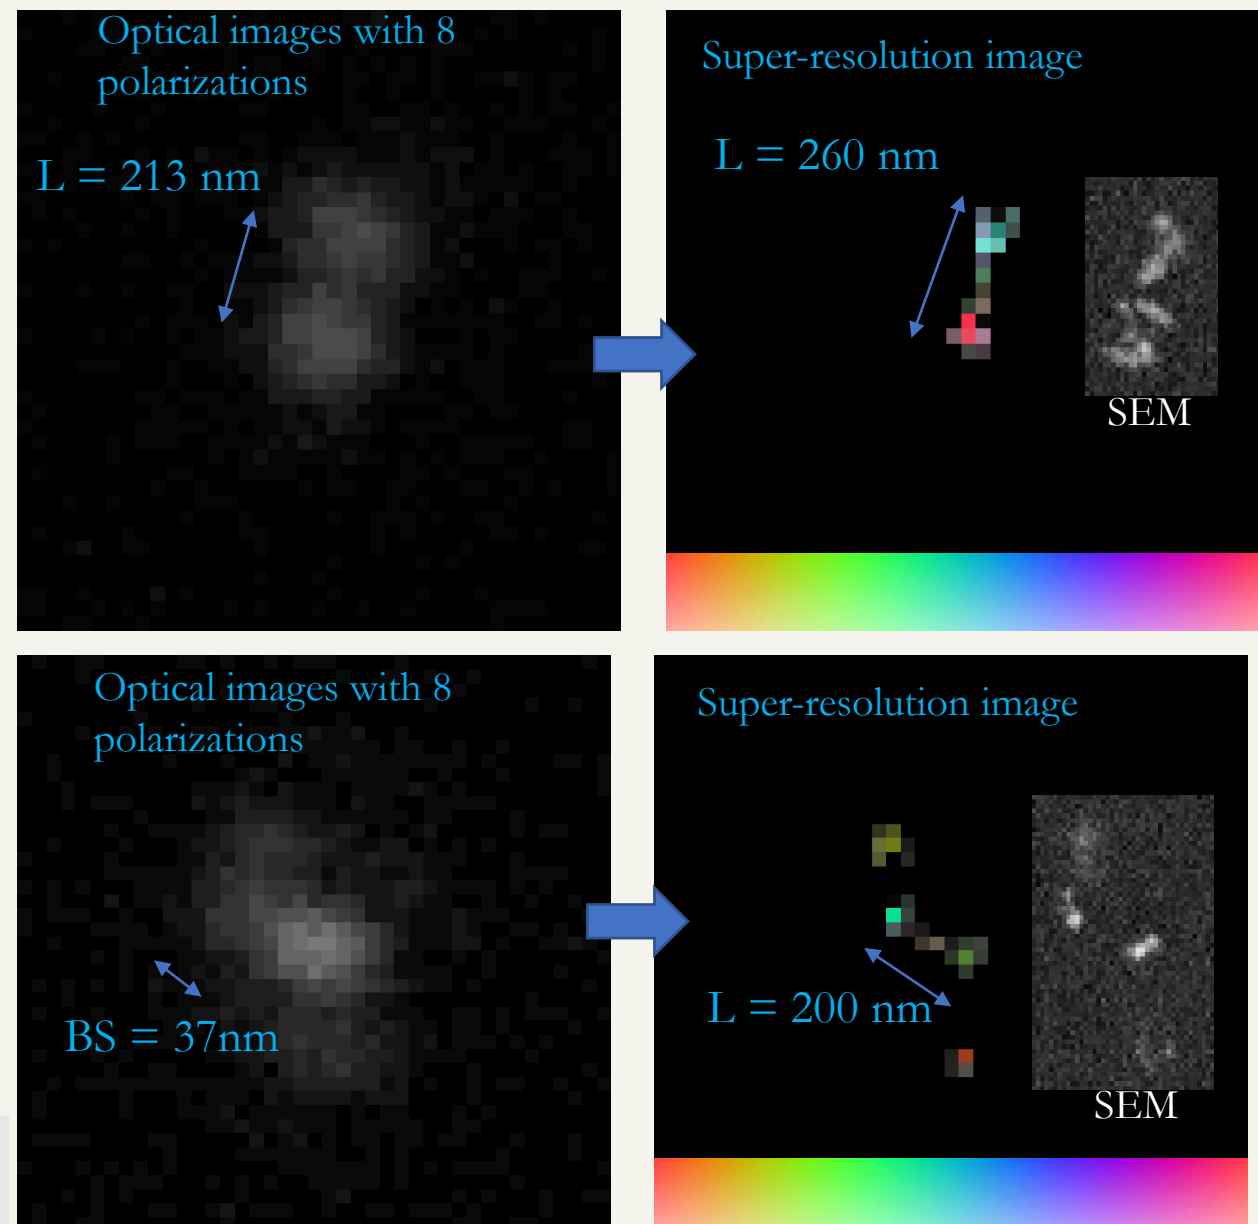 Optical images with 8
polarizations
L = 213 nm
Super-resolution image
L = 260 nm
SEM
Optical images with 8
polarizations
BS = 37nm
Super-resolution image
L = 200 nm
SEM